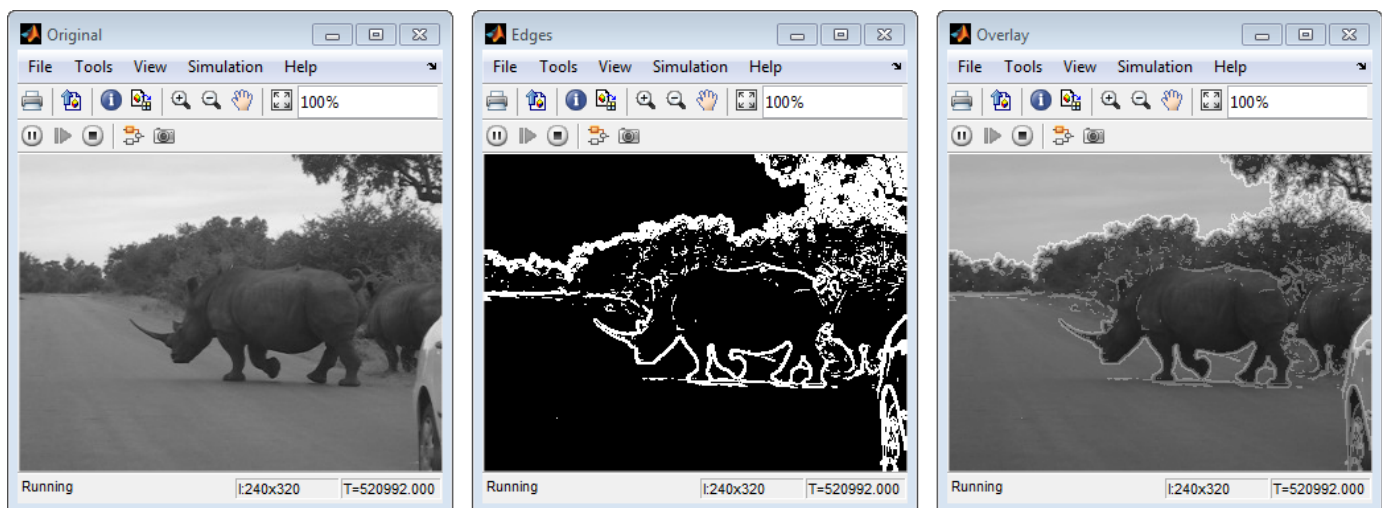 Original
File Tools View Simulation Help
100%
Running I:240x320 T=520992.000
Edges
File Tools View Simulation Help
100%
Running I:240x320 T=520992.000
Overlay
File Tools View Simulation Help
100%
Running I:240x320 T=520992.000